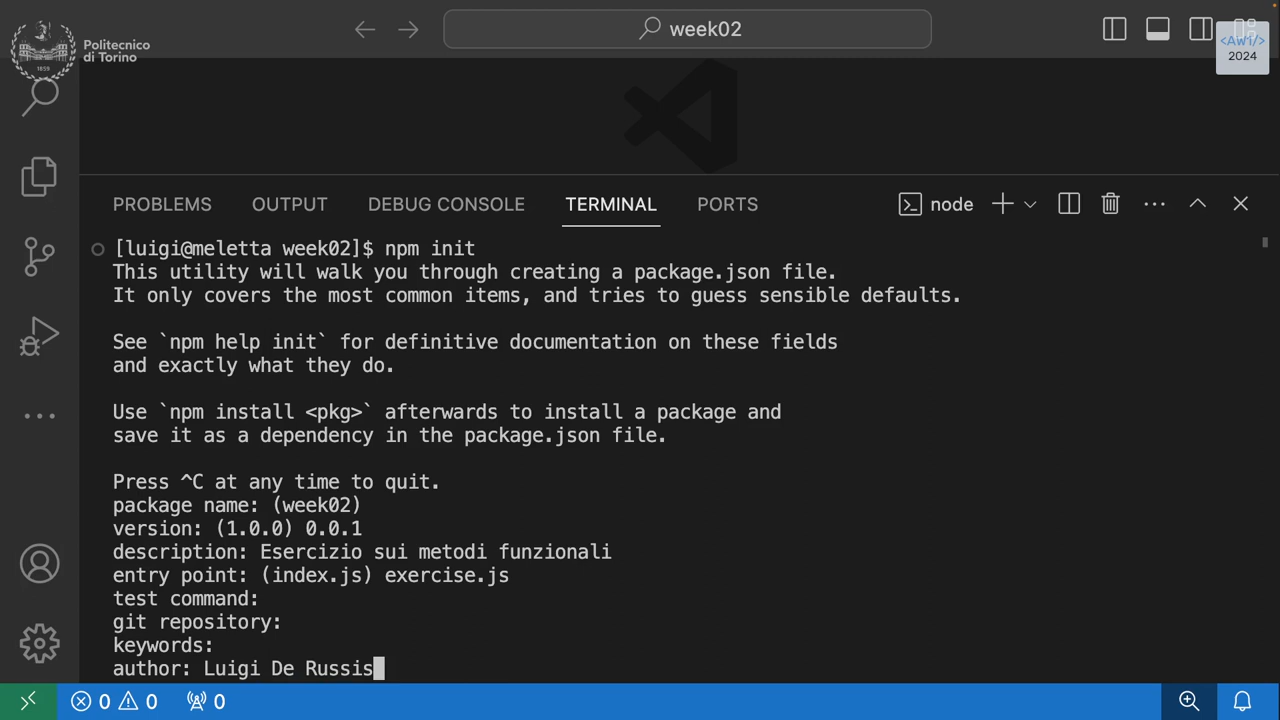 week02
Politecnico
di Torino
1859
<AW1/>
2024
PROBLEMS OUTPUT DEBUG CONSOLE TERMINAL PORTS node
[luigi@meletta week02]$ npm init
This utility will walk you through creating a package.json file.
It only covers the most common items, and tries to guess sensible defaults.
See `npm help init` for definitive documentation on these fields
and exactly what they do.
Use `npm install <pkg>` afterwards to install a package and
save it as a dependency in the package.json file.
Press ^C at any time to quit.
package name: (week02)
version: (1.0.0) 0.0.1
description: Esercizio sui metodi funzionali
entry point: (index.js) exercise.js
test command:
git repository:
keywords:
author: Luigi De Russis
0 0 0